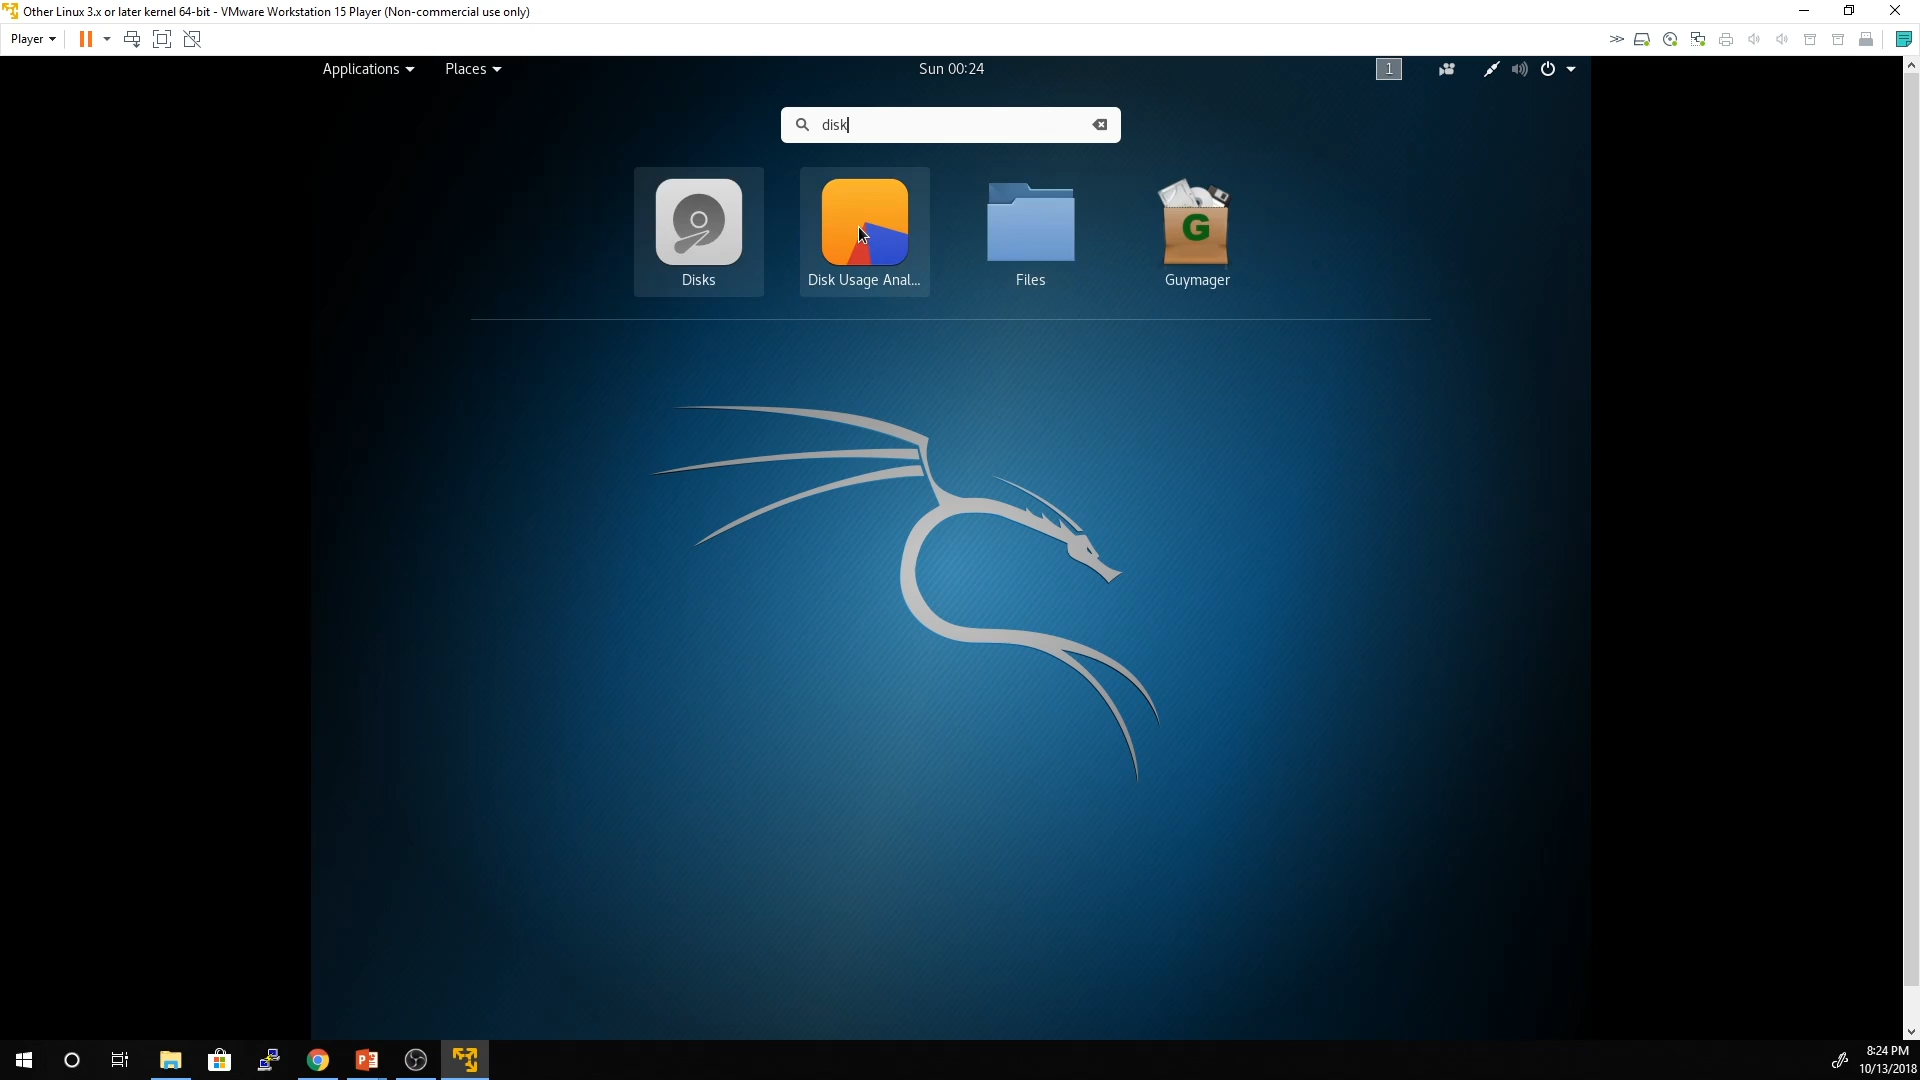 Other Linux 3.x or later kernel 64-bit - VMware Workstation 15 Player (Non-commercial use only)
Player
Applications Places Sun 00:24 1
disk
Disks Disk Usage Anal... Files Guymager
G
8:24 PM
10/13/2018